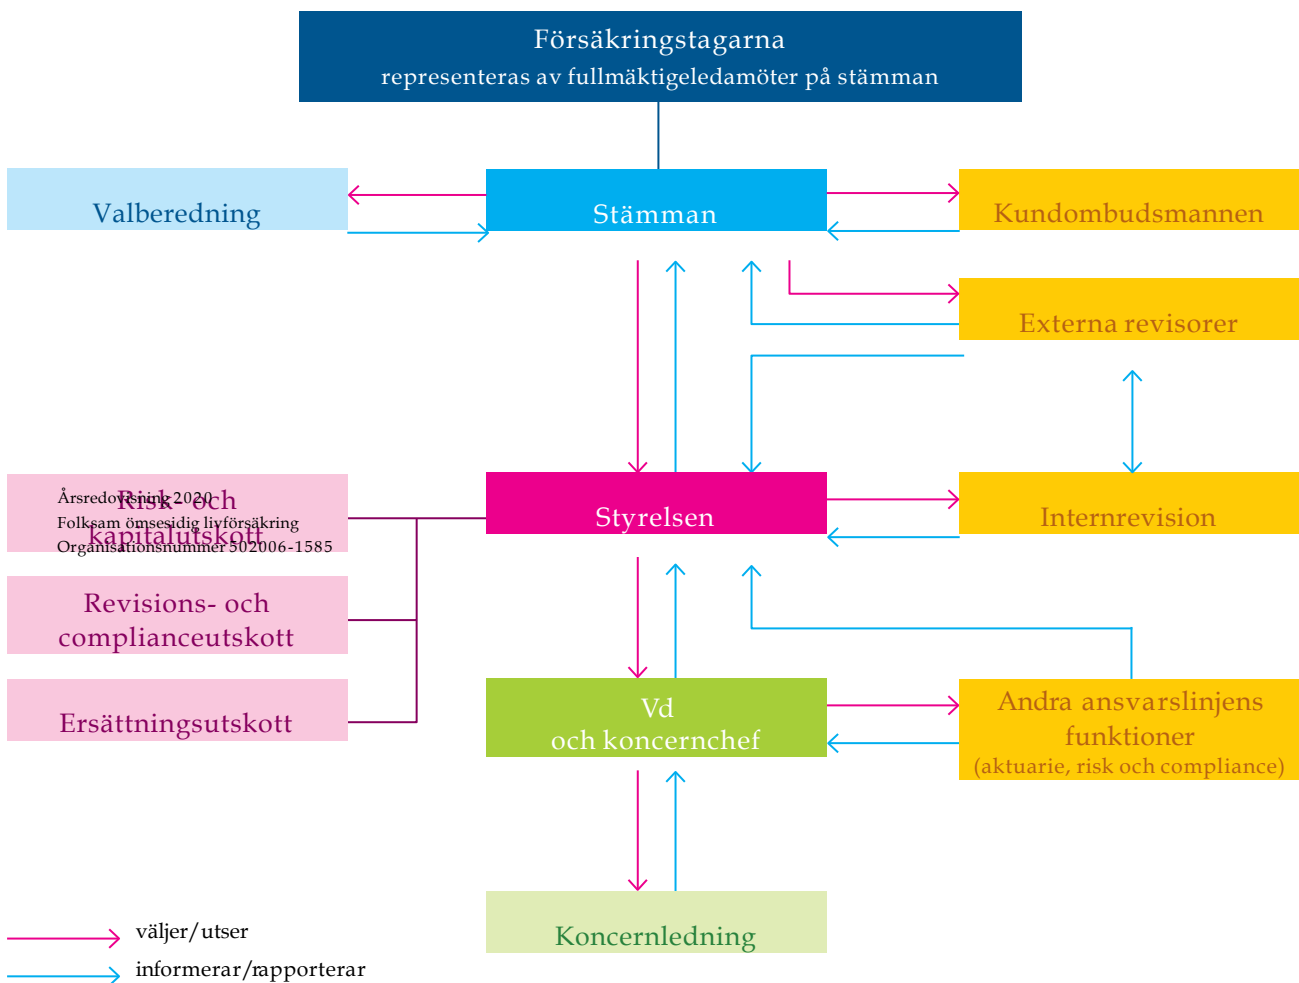 Försäkringstagarna
representeras av fullmäktigeledamöter på stämman
Valberedning
Stämman
Kundombudsmannen
Externa revisorer
Risk- och
kapitalutskott
Årsredovisning 2020
Folksam ömsesidig livförsäkring
Organisationsnummer 502006-1585
Styrelsen
Internrevision
Revisions- och
complianceutskott
Ersättningsutskott
Vd
och koncernchef
Andra ansvarslinjens
funktioner
(aktuarie, risk och compliance)
Koncernledning
väljer/utser
informerar/rapporterar